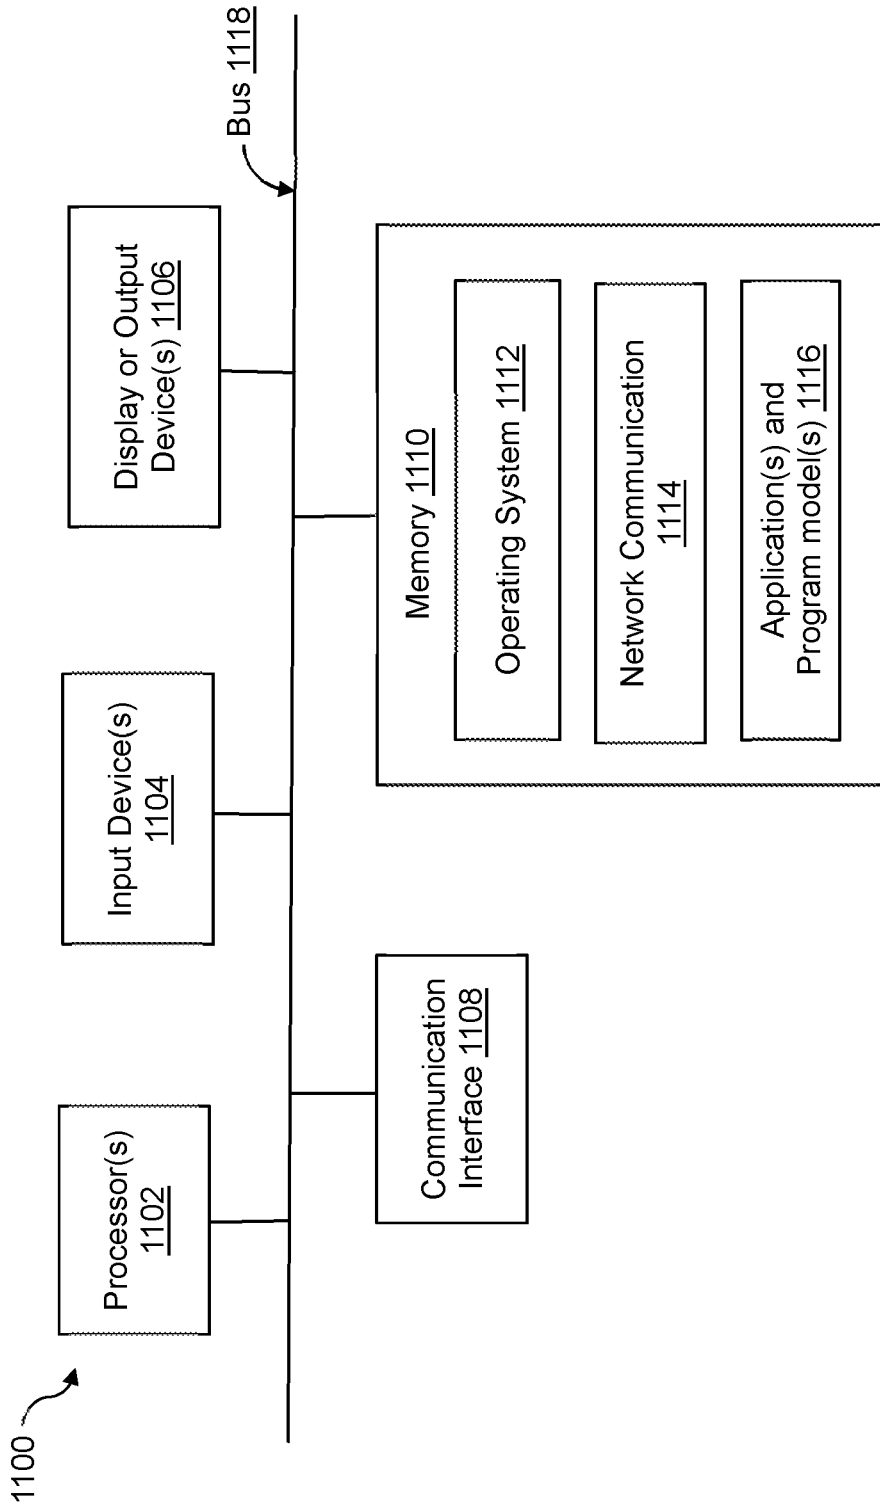 1100
Processor(s)
1102
Input Device(s)
1104
Display or Output
Device(s) 1106
Bus 1118
Communication
Interface 1108
Memory 1110
Operating System 1112
Network Communication
1114
Application(s) and
Program model(s) 1116